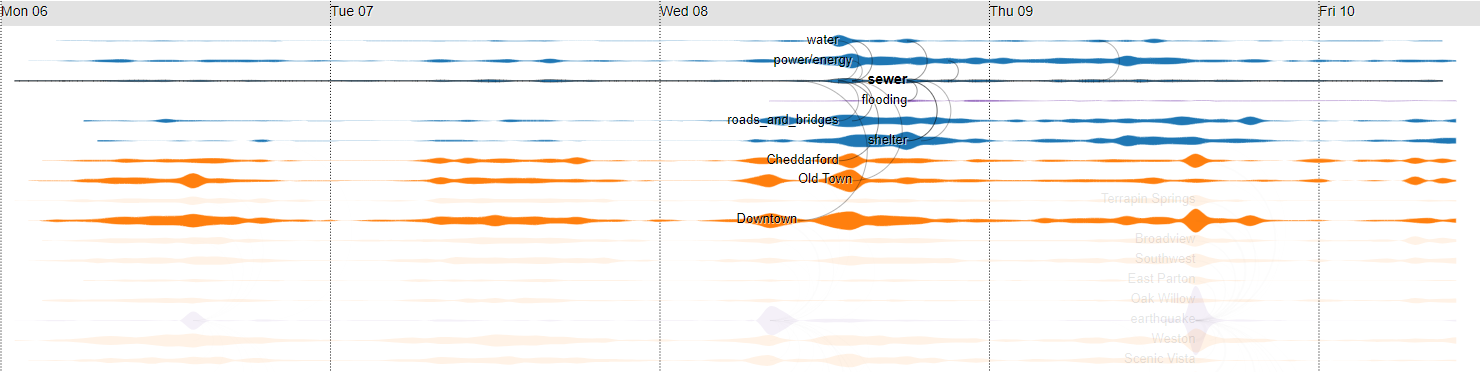 Mon 06 Tue 07 Wed 08 Thu 09 Fri 10
water
power/energy
sewer
flooding
roads_and_bridges
shelter
Cheddarford
Old Town
Terrapin Springs
Downtown
Broadview
Southwest
East Parton
Oak Willow
earthquake
Weston
Scenic Vista